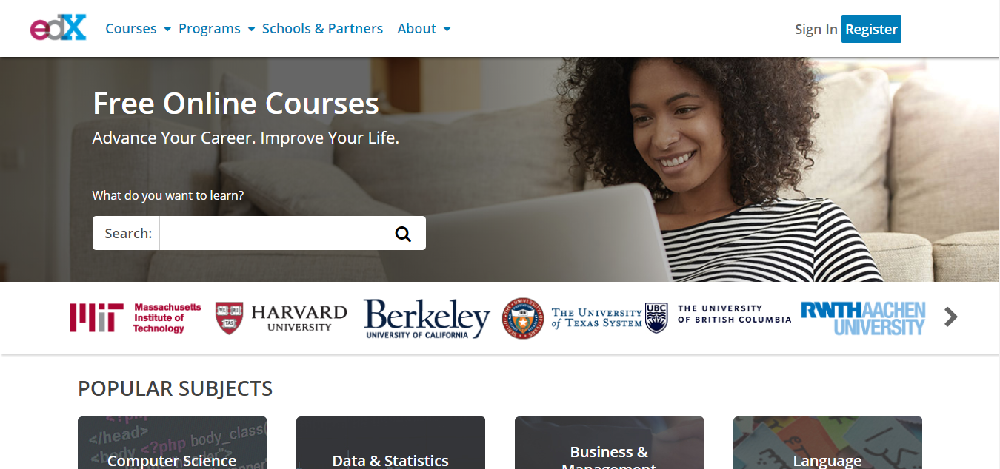 edX Courses Programs Schools & Partners About Sign In Register
Free Online Courses
Advance Your Career. Improve Your Life.
What do you want to learn?
Search:
MIT
Massachusetts
Institute of
Technology
HARVARD
UNIVERSITY
Berkeley
UNIVERSITY OF CALIFORNIA
THE UNIVERSITY
of TEXAS SYSTEM
UBC
THE UNIVERSITY
OF BRITISH COLUMBIA
RWTHAACHEN
UNIVERSITY
POPULAR SUBJECTS
</head>
<?php body_class(
<body
Computer Science
Data & Statistics
Business &
Management
Language